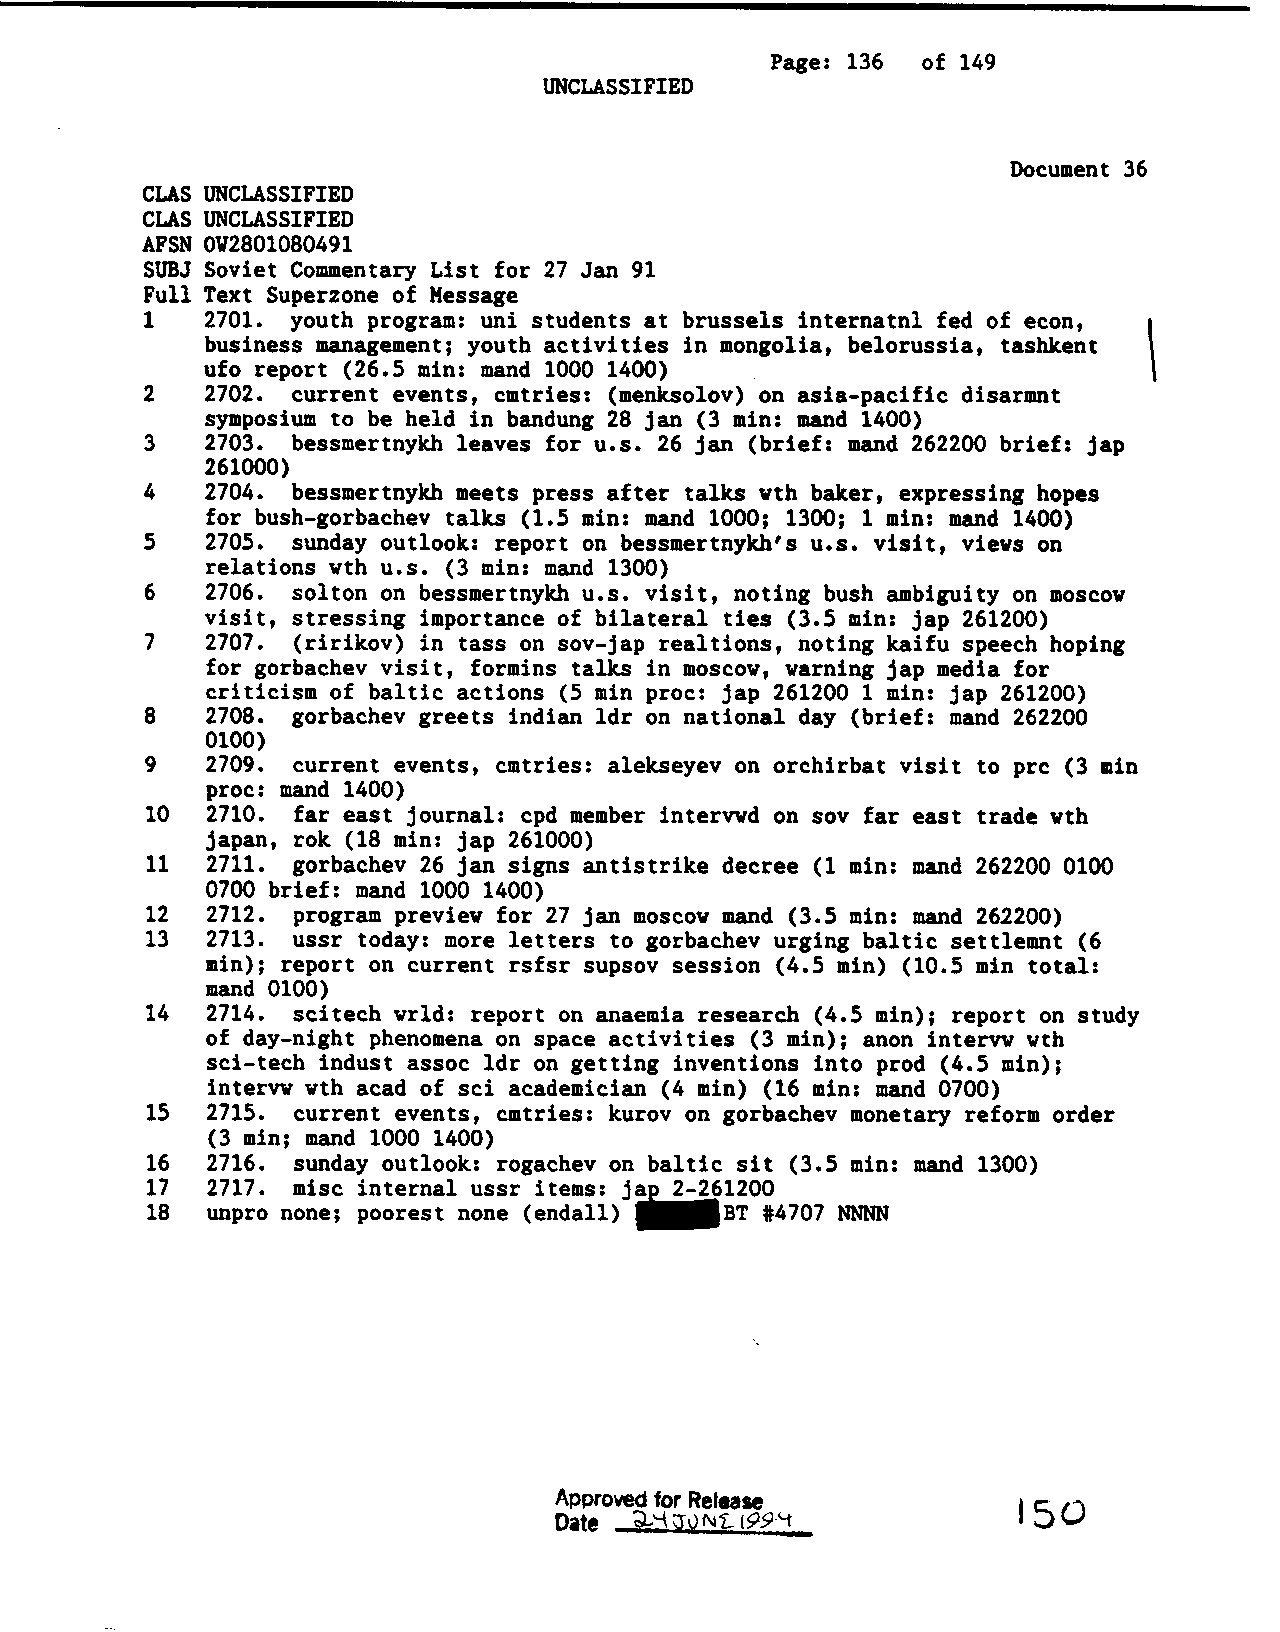 Page: 136 of 149
UNCLASSIFIED
Document 36
CLAS UNCLASSIFIED
CLAS UNCLASSIFIED
AFSN OW2801080491
SUBJ Soviet Commentary List for 27 Jan 91
Full Text Superzone of Message
1 2701. youth program: uni students at brussels internatnl fed of econ,
business management; youth activities in mongolia, belorussia, tashkent
ufo report (26.5 min: mand 1000 1400)
2 2702. current events, cmtries: (menksolov) on asia-pacific disarmnt
symposium to be held in bandung 28 jan (3 min: mand 1400)
3 2703. bessmertnykh leaves for u.s. 26 jan (brief: mand 262200 brief: jap
261000)
4 2704. bessmertnykh meets press after talks wth baker, expressing hopes
for bush-gorbachev talks (1.5 min: mand 1000; 1300; 1 min: mand 1400)
5 2705. sunday outlook: report on bessmertnykh's u.s. visit, views on
relations wth u.s. (3 min: mand 1300)
6 2706. solton on bessmertnykh u.s. visit, noting bush ambiguity on moscow
visit, stressing importance of bilateral ties (3.5 min: jap 261200)
7 2707. (ririkov) in tass on sov-jap realtions, noting kaifu speech hoping
for gorbachev visit, formins talks in moscow, warning jap media for
criticism of baltic actions (5 min proc: jap 261200 1 min: jap 261200)
8 2708. gorbachev greets indian ldr on national day (brief: mand 262200
0100)
9 2709. current events, cmtries: alekseyev on orchirbat visit to prc (3 min
proc: mand 1400)
10 2710. far east journal: cpd member intervwd on sov far east trade wth
japan, rok (18 min: jap 261000)
11 2711. gorbachev 26 jan signs antistrike decree (1 min: mand 262200 0100
0700 brief: mand 1000 1400)
12 2712. program preview for 27 jan moscow mand (3.5 min: mand 262200)
13 2713. ussr today: more letters to gorbachev urging baltic settlemnt (6
min); report on current rsfsr supsov session (4.5 min) (10.5 min total:
mand 0100)
14 2714. scitech wrld: report on anaemia research (4.5 min); report on study
of day-night phenomena on space activities (3 min); anon intervw wth
sci-tech indust assoc ldr on getting inventions into prod (4.5 min);
intervw wth acad of sci academician (4 min) (16 min: mand 0700)
15 2715. current events, cmtries: kurov on gorbachev monetary reform order
(3 min; mand 1000 1400)
16 2716. sunday outlook: rogachev on baltic sit (3.5 min: mand 1300)
17 2717. misc internal ussr items: jap 2-261200
18 unpro none; poorest none (endall) BT #4707 NNNN
Approved for Release
Date 24 JUNE 1994
150